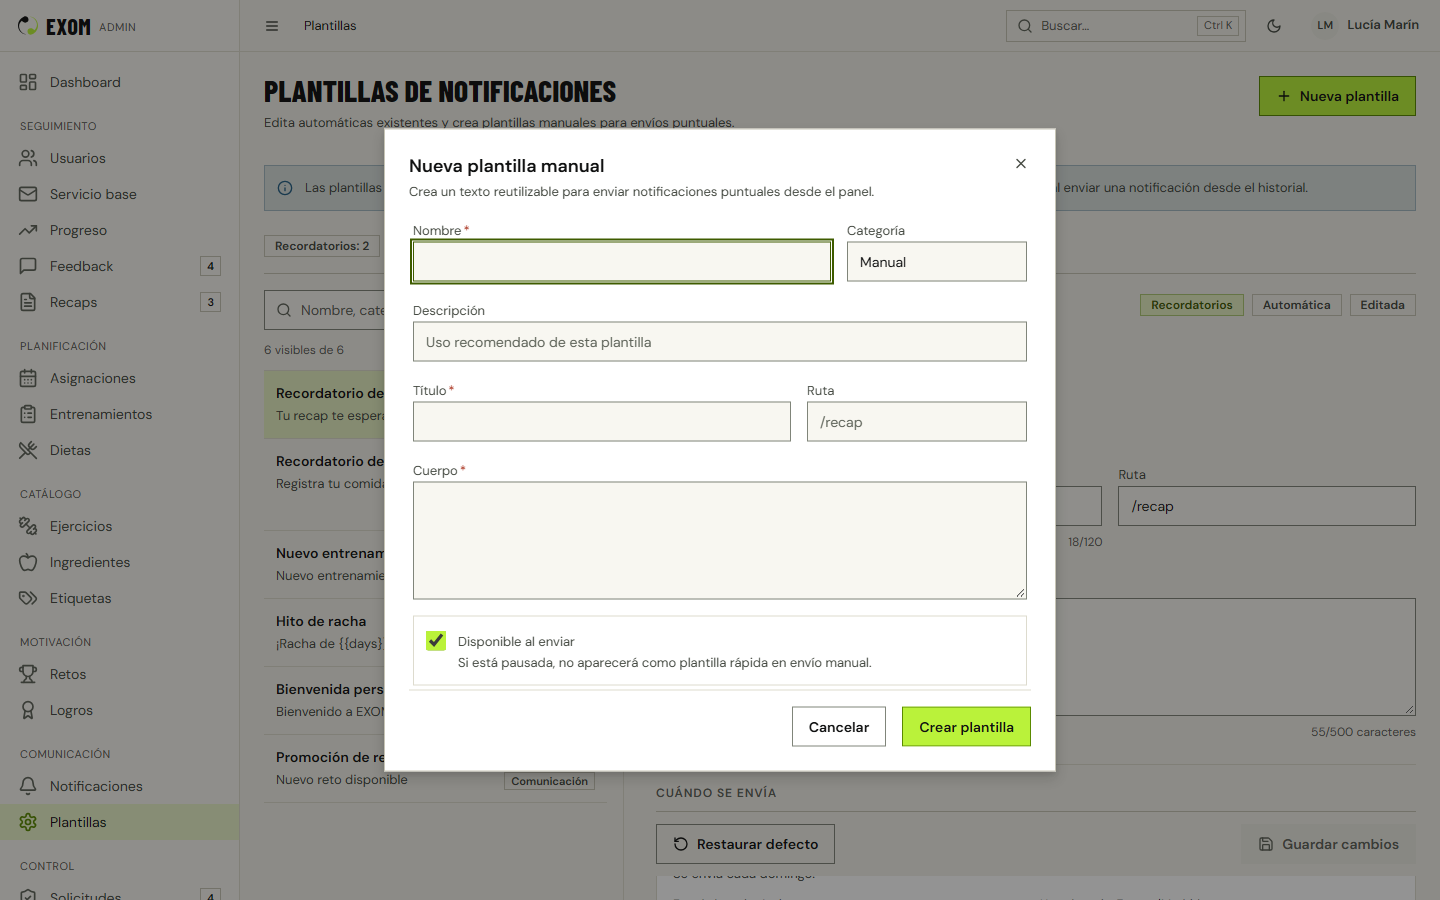 EXOM ADMIN
Plantillas
Buscar...
Ctrl K
LM
Lucía Marín
Dashboard
SEGUIMIENTO
Usuarios
Servicio base
Progreso
Feedback
4
Recaps
3
PLANIFICACIÓN
Asignaciones
Entrenamientos
Dietas
CATÁLOGO
Ejercicios
Ingredientes
Etiquetas
MOTIVACIÓN
Retos
Logros
COMUNICACIÓN
Notificaciones
Plantillas
CONTROL
Solicitudes
4
PLANTILLAS DE NOTIFICACIONES
Edita automáticas existentes y crea plantillas manuales para envíos puntuales.
Nueva plantilla
Las plantillas
al enviar una notificación desde el historial.
Recordatorios: 2
Nombre, cate
6 visibles de 6
Recordatorio de
Tu recap te espera
Recordatorio de
Registra tu comida
Nuevo entrenam
Nuevo entrenamie
Hito de racha
¡Racha de {{days}
Bienvenida pers
Bienvenido a EXOM
Promoción de re
Nuevo reto disponible
Comunicación
Recordatorios
Automática
Editada
Ruta
/recap
18/120
55/500 caracteres
CUÁNDO SE ENVÍA
Restaurar defecto
Guardar cambios
Se envía cada domingo.
Nueva plantilla manual
Crea un texto reutilizable para enviar notificaciones puntuales desde el panel.
Nombre *
Categoría
Manual
Descripción
Uso recomendado de esta plantilla
Título *
Ruta
/recap
Cuerpo *
Disponible al enviar
Si está pausada, no aparecerá como plantilla rápida en envío manual.
Cancelar
Crear plantilla